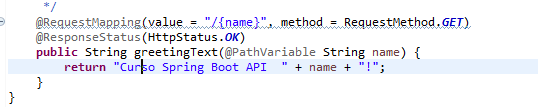 */
@RequestMapping(value = "/{name}", method = RequestMethod.GET)
@ResponseStatus(HttpStatus.OK)
public String greetingText(@PathVariable String name) {
return "Curso Spring Boot API  " + name + "!";
}
}